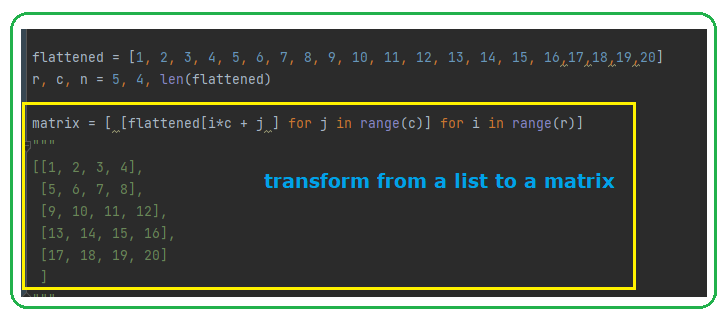 flattened = [1, 2, 3, 4, 5, 6, 7, 8, 9, 10, 11, 12, 13, 14, 15, 16,17,18,19,20]
r, c, n = 5, 4, len(flattened)
matrix = [ [flattened[i*c + j ] for j in range(c)] for i in range(r)]
"""
[[1, 2, 3, 4],
[5, 6, 7, 8],
[9, 10, 11, 12],
transform from a list to a matrix
[13, 14, 15, 16],
[17, 18, 19, 20]
]
"""